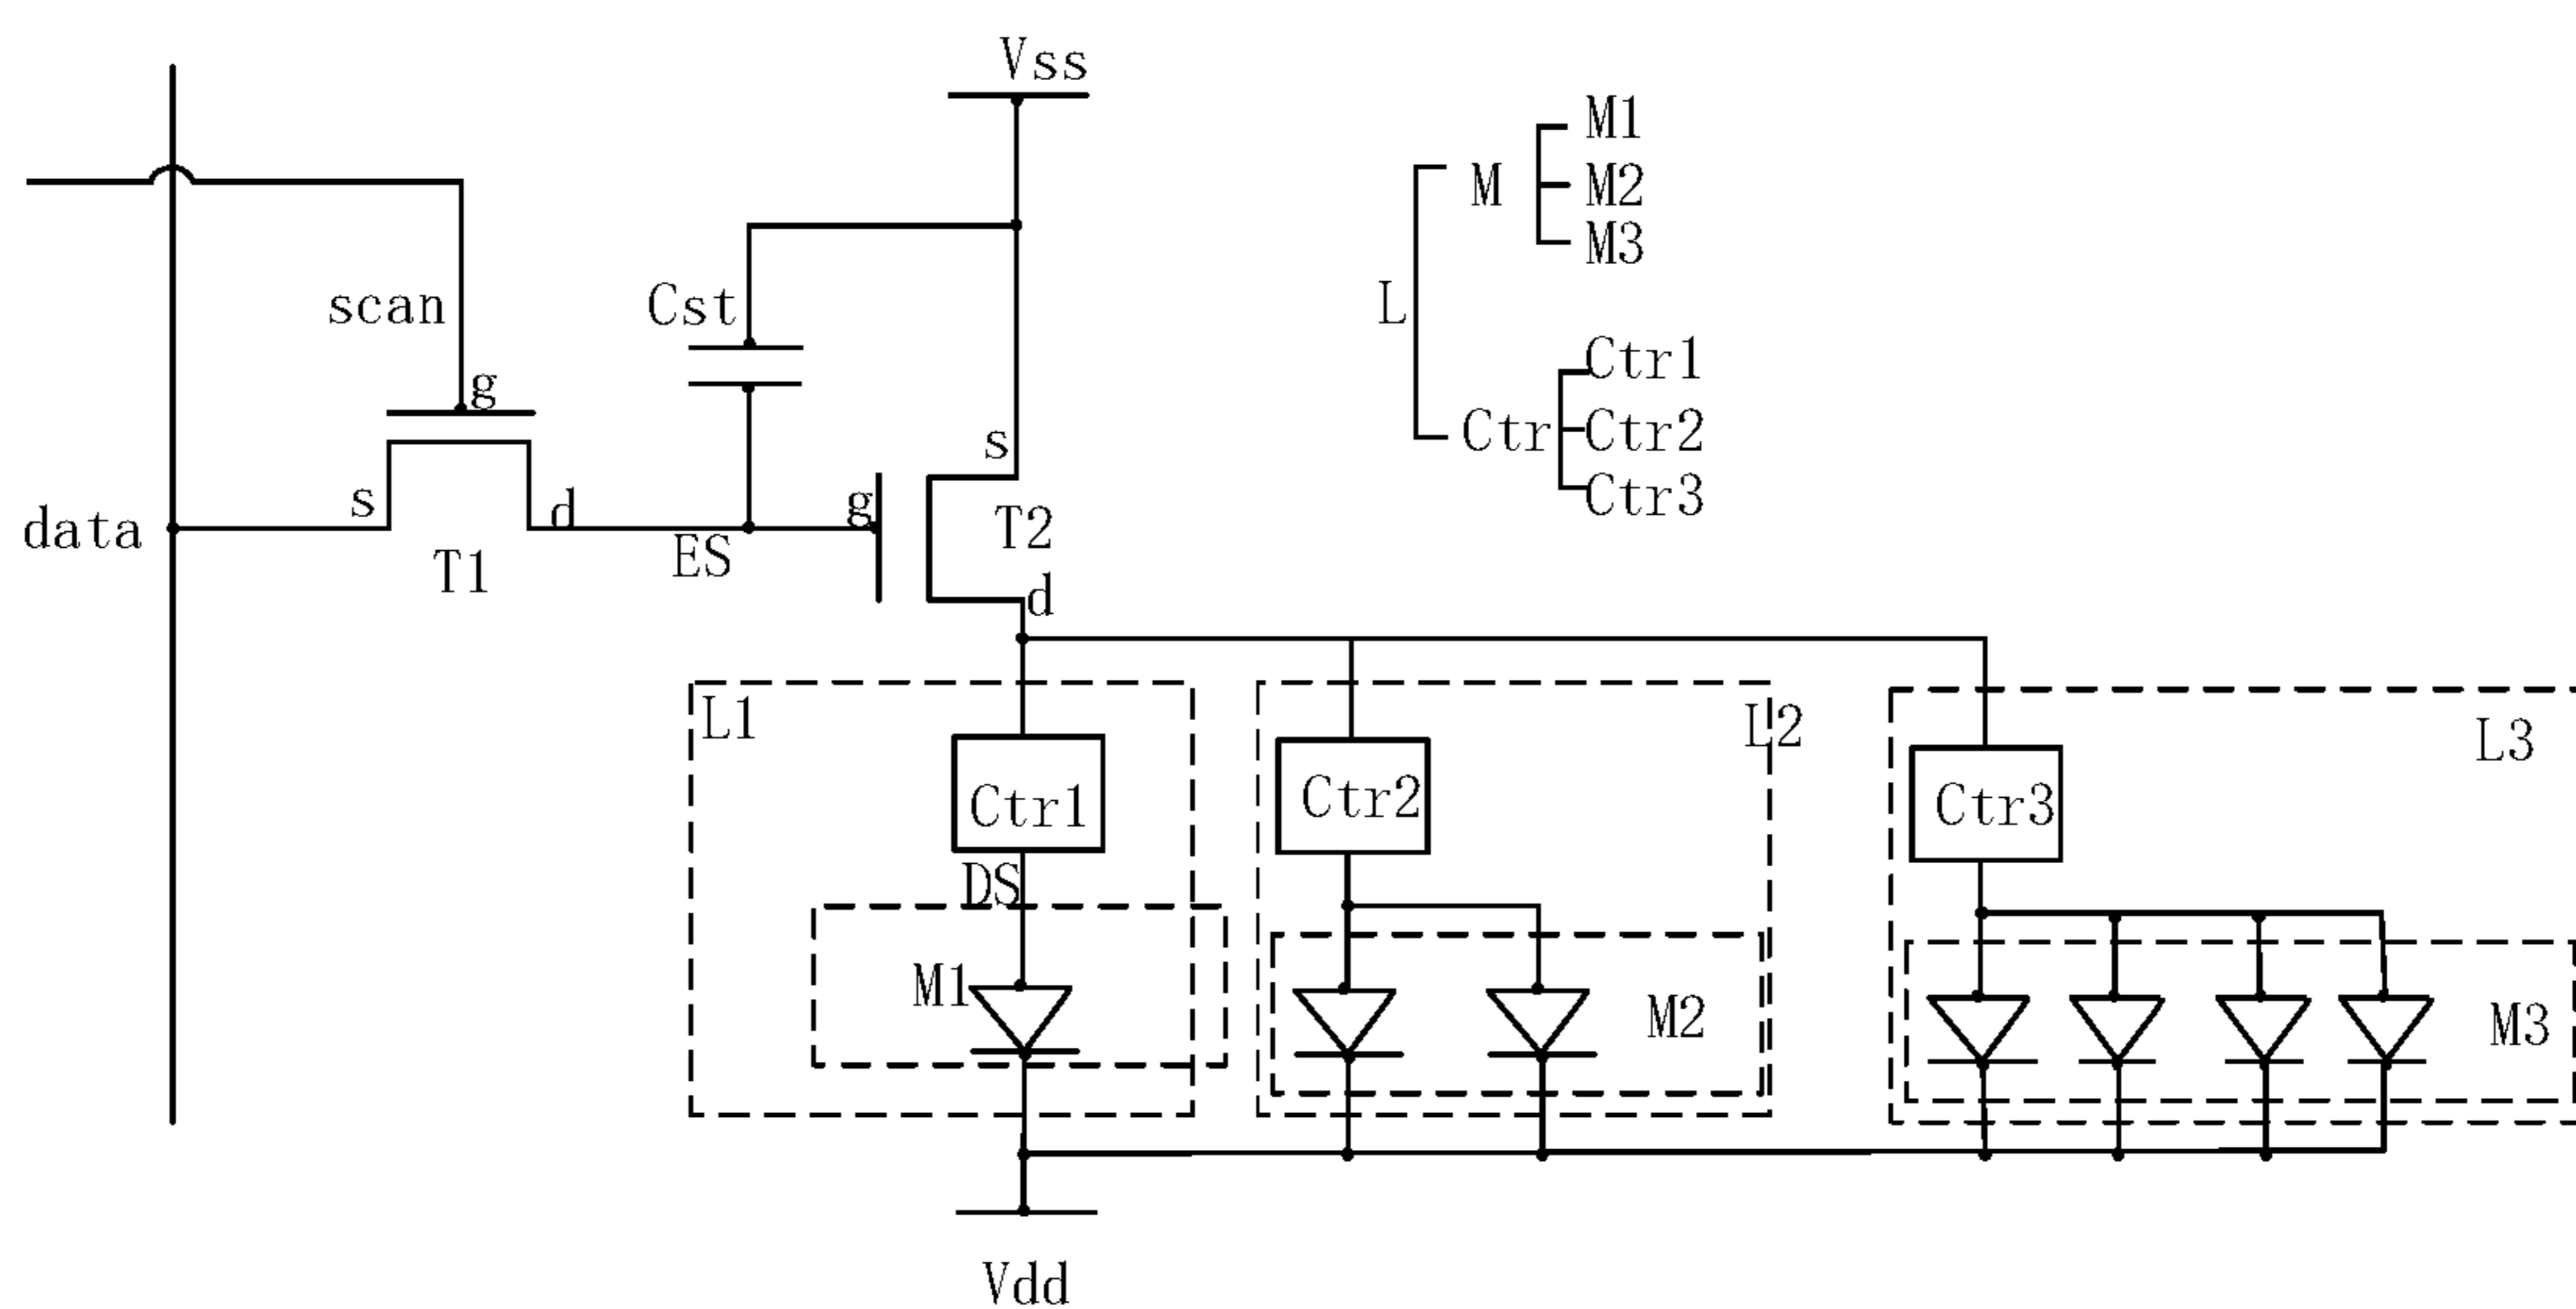 Vss
M1
M
M2
M3
scan
Cst
L
g
Ctr1
Ctr
Ctr2
Ctr3
s
s
d
g
data
T1
ES
T2
d
L1
L2
L3
Ctr1
Ctr2
Ctr3
DS
M1
M2
M3
Vdd